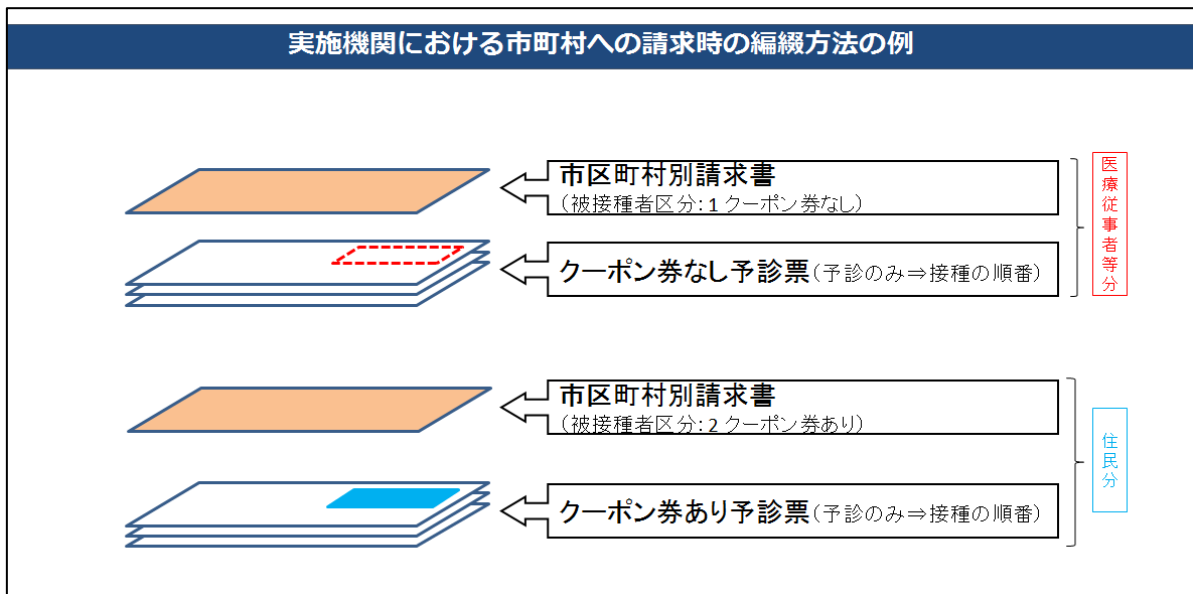 実施機関における市町村への請求時の編綴方法の例
市区町村別請求書
(被接種者区分:1 クーポン券なし)
クーポン券なし予診票(予診のみ⇒接種の順番)
医療従事者等分
市区町村別請求書
(被接種者区分:2 クーポン券あり)
クーポン券あり予診票(予診のみ⇒接種の順番)
住民分